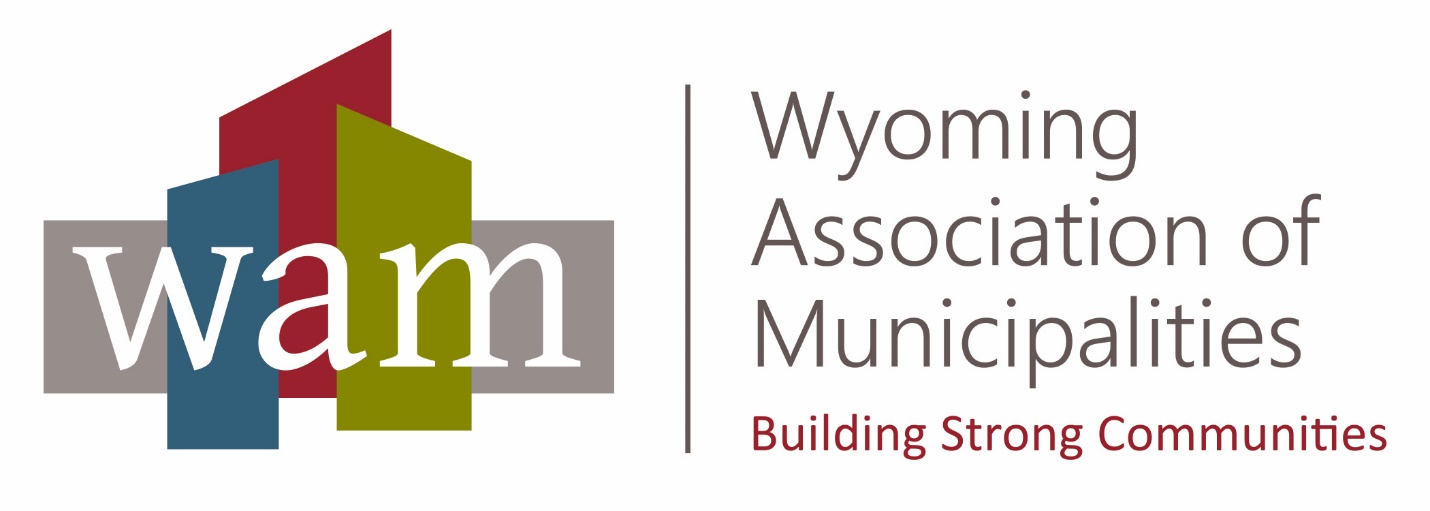 wam
Wyoming
Association of
Municipalities
Building Strong Communities